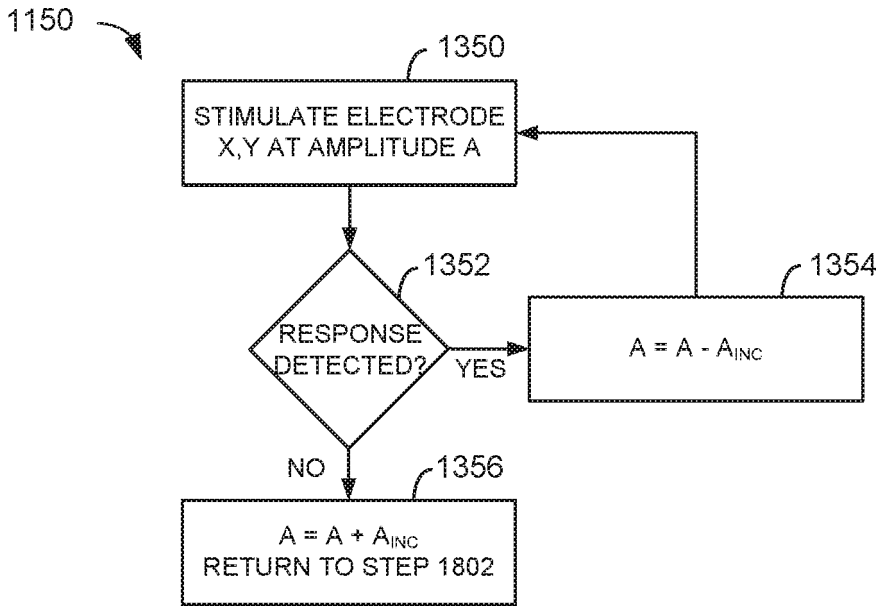 1150
1350
STIMULATE ELECTRODE
X,Y AT AMPLITUDE A
1352
RESPONSE
DETECTED?
YES
1354
A = A - AINC
NO
1356
A = A + AINC
RETURN TO STEP 1802